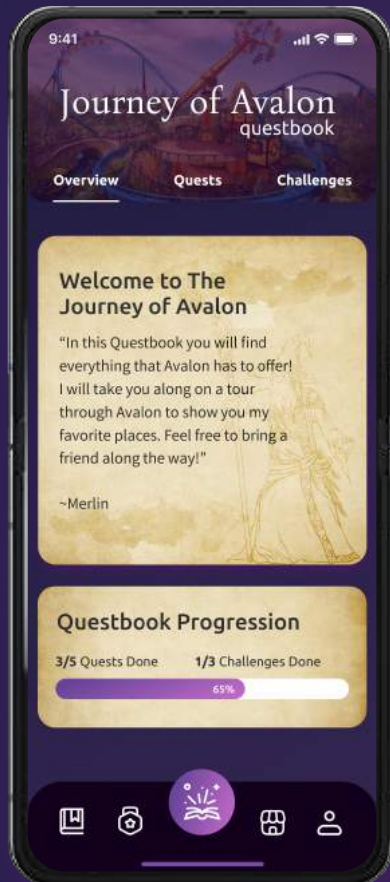 9:41
Journey of Avalon
questbook
Overview Quests Challenges
Welcome to The
Journey of Avalon
“In this Questbook you will find
everything that Avalon has to offer!
I will take you along on a tour
through Avalon to show you my
favorite places. Feel free to bring a
friend along the way!”
~Merlin
Questbook Progression
3/5 Quests Done 1/3 Challenges Done
65%